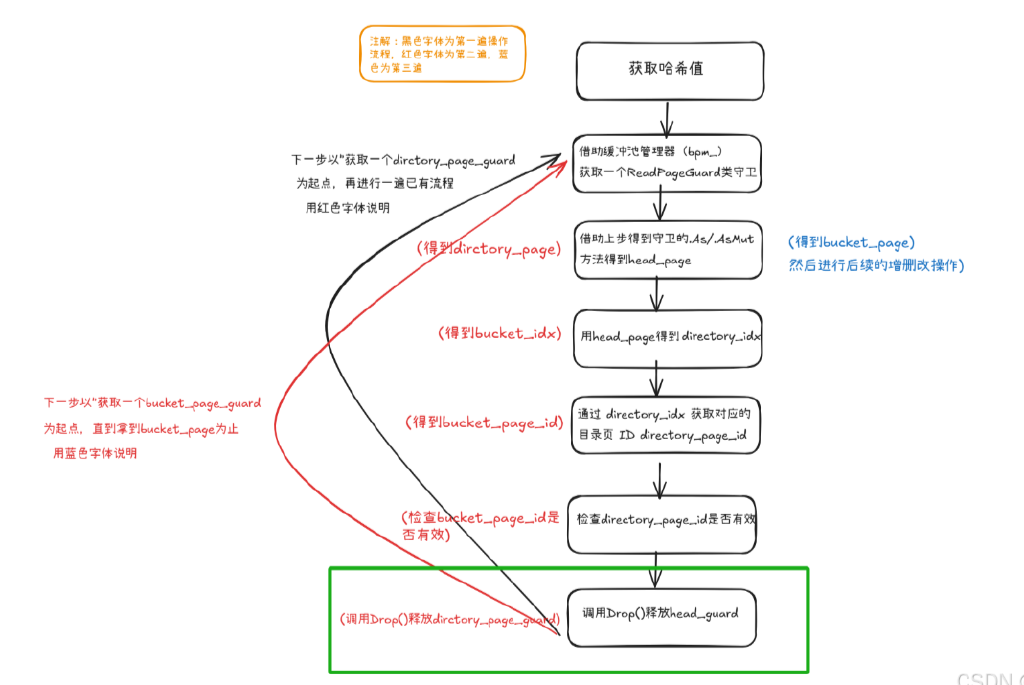 注解：黑色字体为第一遍操作
流程，红色字体为第二遍，蓝
色为第三遍
获取哈希值
下一步以"获取一个dirctory_page_guard
为起点，再进行一遍已有流程
用红色字体说明
借助缓冲池管理器（bpm_）
获取一个ReadPageGuard类守卫
(得到dirctory_page)
借助上步得到守卫的.As/.AsMut
方法得到head_page
(得到bucket_page)
然后进行后续的增删改操作)
(得到bucket_idx)
用head_page得到directory_idx
下一步以"获取一个bucket_page_guard
为起点，直到拿到bucket_page为止
用蓝色字体说明
(得到bucket_page_id)
通过 directory_idx 获取对应的
目录页 ID directory_page_id
(检查bucket_page_id是
否有效)
检查directory_page_id是否有效
(调用Drop()释放dirctory_page_guard)
调用Drop()释放head_guard
CSDN